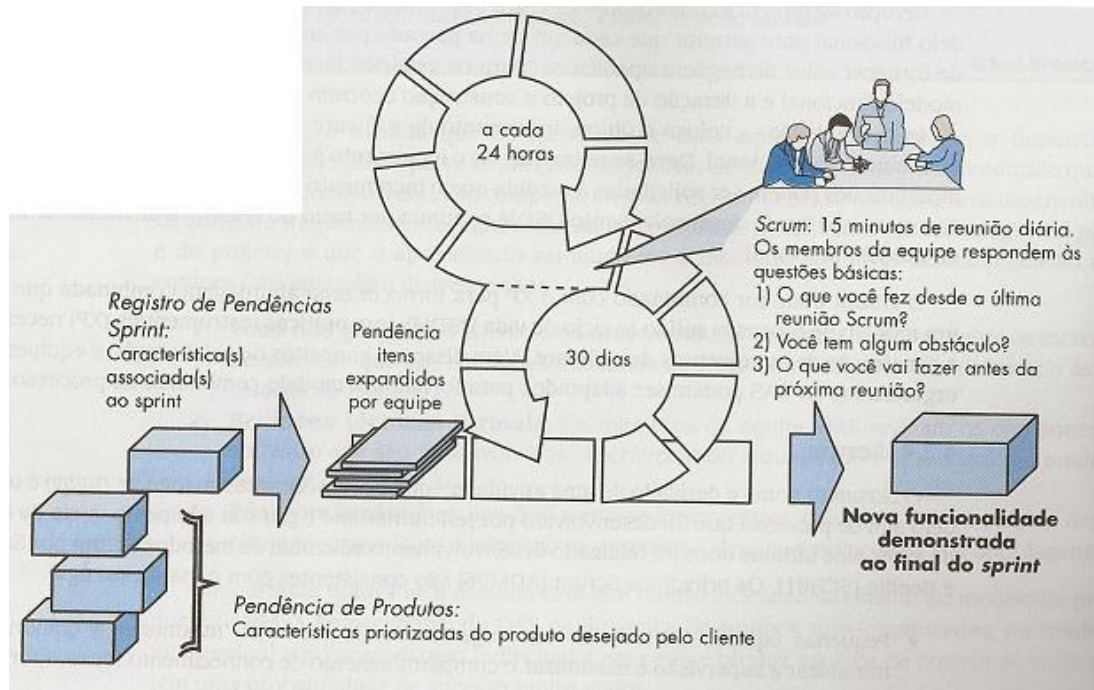 a cada
24 horas
Scrum: 15 minutos de reunião diária.
Os membros da equipe respondem às
questões básicas:
1) O que você fez desde a última
reunião Scrum?
2) Você tem algum obstáculo?
3) O que você vai fazer antes da
próxima reunião?
Registro de Pendências
Sprint:
Característica(s)
associada(s)
ao sprint
Pendência
itens
expandidos
por equipe
30 dias
Nova funcionalidade
demonstrada
ao final do sprint
Pendência de Produtos:
Características priorizadas do produto desejado pelo cliente